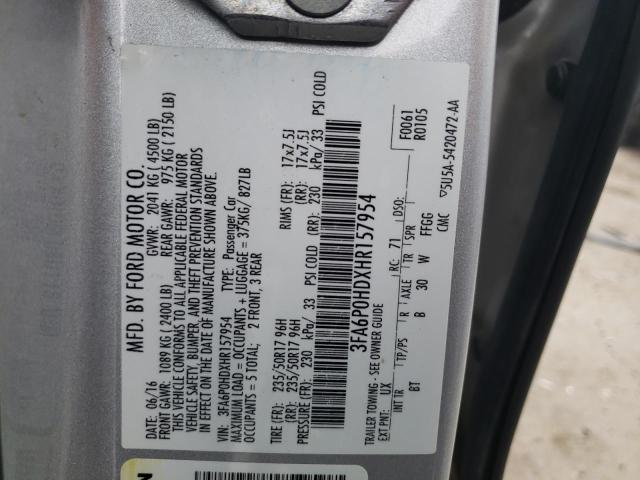 MFD. BY FORD MOTOR CO.
GVWR: 2041 KG ( 4500 LB)
06/16
FRONT GAWR: 1089 KG ( 2400 LB) REAR GAWR: 975 KG ( 2150 LB)
THIS VEHICLE CONFORMS TO ALL APPLICABLE FEDERAL MOTOR
VEHICLE SAFETY, BUMPER, AND THEFT PREVENTION STANDARDS
IN EFFECT ON THE DATE OF MANUFACTURE SHOWN ABOVE.
VIN: 3FA6P0HDXHR157954 TYPE: Passenger Car
MAXIMUM LOAD = OCCUPANTS + LUGGAGE = 375KG/ 827LB
OCCUPANTS = 5 TOTAL; 2 FRONT, 3 REAR
TIRE (FR): 235/50R17 96H RIMS (FR): 17x7.5J
(RR): 235/50R17 96H (RR): 17x7.5J
PRESSURE (FR): 230 kPa/ 33 PSI COLD (RR): 230 kPa/ 33 PSI COLD
3FA6P0HDXHR157954
F0061
R0105
TRAILER TOWING - SEE OWNER GUIDE
EXT PNT: UX RC: 71 DSO:
INT TR TP/PS R AXLE TR SPR
BT B 30 W FFGG
CMC 5U5A-5420472-AA